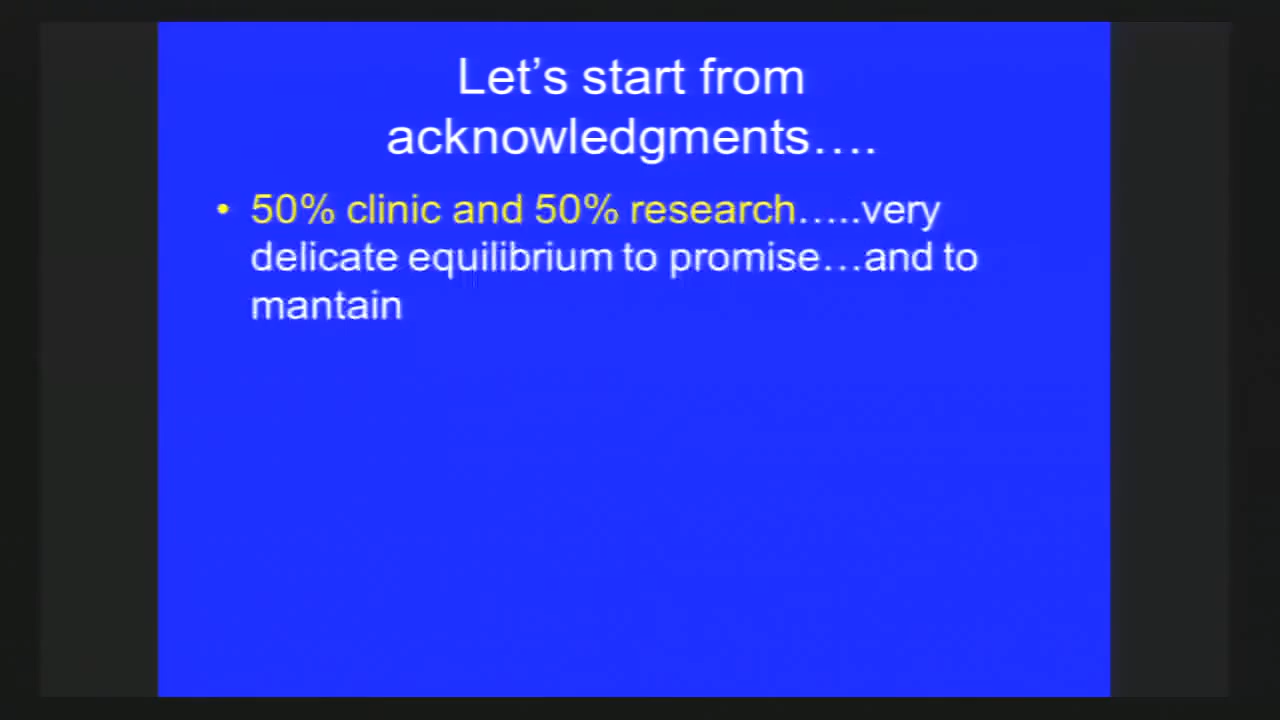 Let's start from
acknowledgments….
• 50% clinic and 50% research…..very
delicate equilibrium to promise…and to
mantain